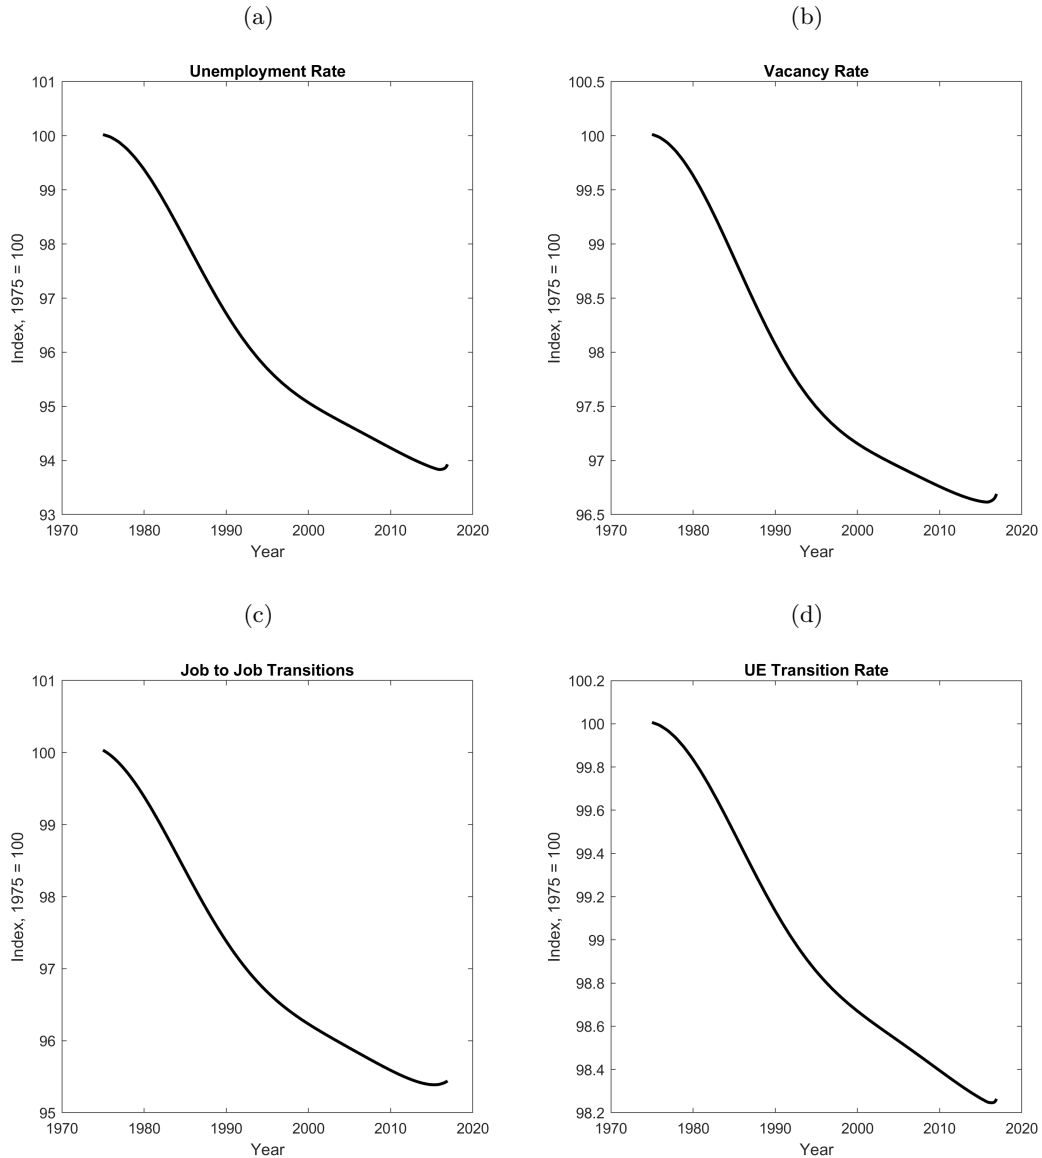 (a)
Unemployment Rate
101
100
99
98
97
96
95
94
93
1970 1980 1990 2000 2010 2020
Index, 1975 = 100
Year
(b)
Vacancy Rate
100.5
100
99.5
99
98.5
98
97.5
97
96.5
1970 1980 1990 2000 2010 2020
Index, 1975 = 100
Year
(c)
Job to Job Transitions
101
100
99
98
97
96
95
1970 1980 1990 2000 2010 2020
Index, 1975 = 100
Year
(d)
UE Transition Rate
100.2
100
99.8
99.6
99.4
99.2
99
98.8
98.6
98.4
98.2
1970 1980 1990 2000 2010 2020
Index, 1975 = 100
Year